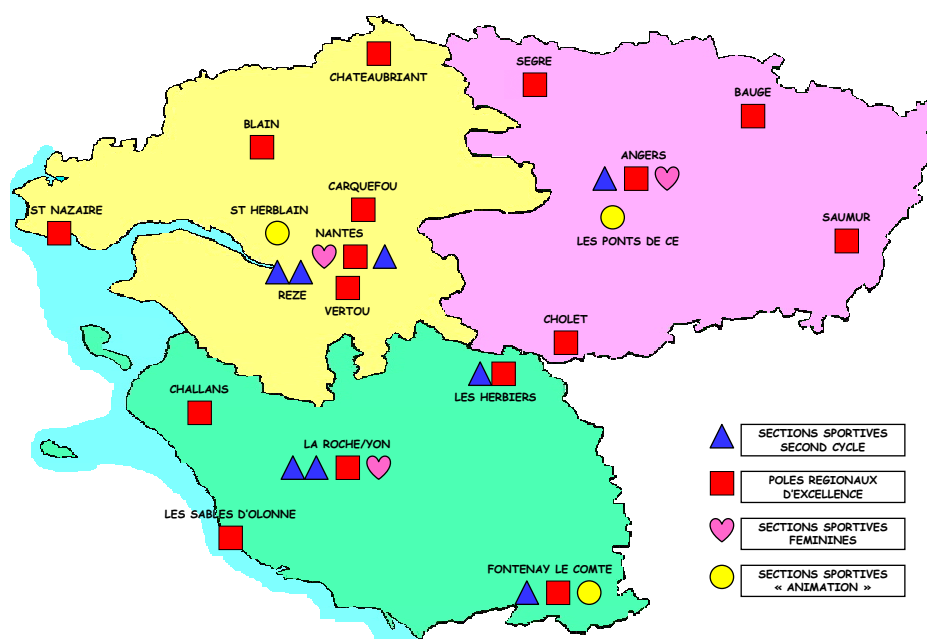 CHATEAUBRIANT
SEGRE
BAUGE
BLAIN
ANGERS
CARQUEFOU
ST NAZAIRE
ST HERBLAIN
NANTES
LES PONTS DE CE
SAUMUR
REZE
VERTOU
CHOLET
LES HERBIERS
CHALLANS
LA ROCHE/YON
LES SABLES D'OLONNE
FONTENAY LE COMTE
SECTIONS SPORTIVES
SECOND CYCLE
POLES REGIONAUX
D'EXCELLENCE
SECTIONS SPORTIVES
FEMININES
SECTIONS SPORTIVES
« ANIMATION »